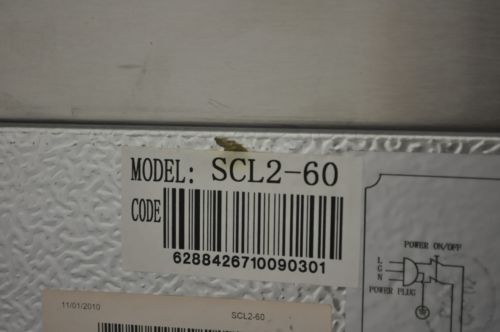 MODEL: SCL2-60
CODE
6288426710090301
POWER ON/OFF
L
G
N
POWER PLUG
11/01/2010 SCL2-60